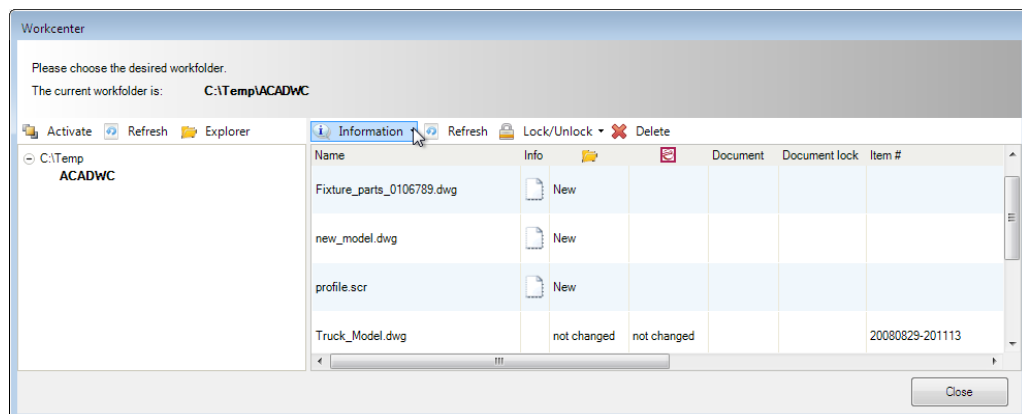 Workcenter
Please choose the desired workfolder.
The current workfolder is: C:\Temp\ACADWC
Activate Refresh Explorer Information Refresh Lock/Unlock Delete
C:\Temp
ACADWC
Name Info Document Document lock Item #
Fixture_parts_0106789.dwg New
new_model.dwg New
profile.scr New
Truck_Model.dwg not changed not changed 20080829-201113
Close